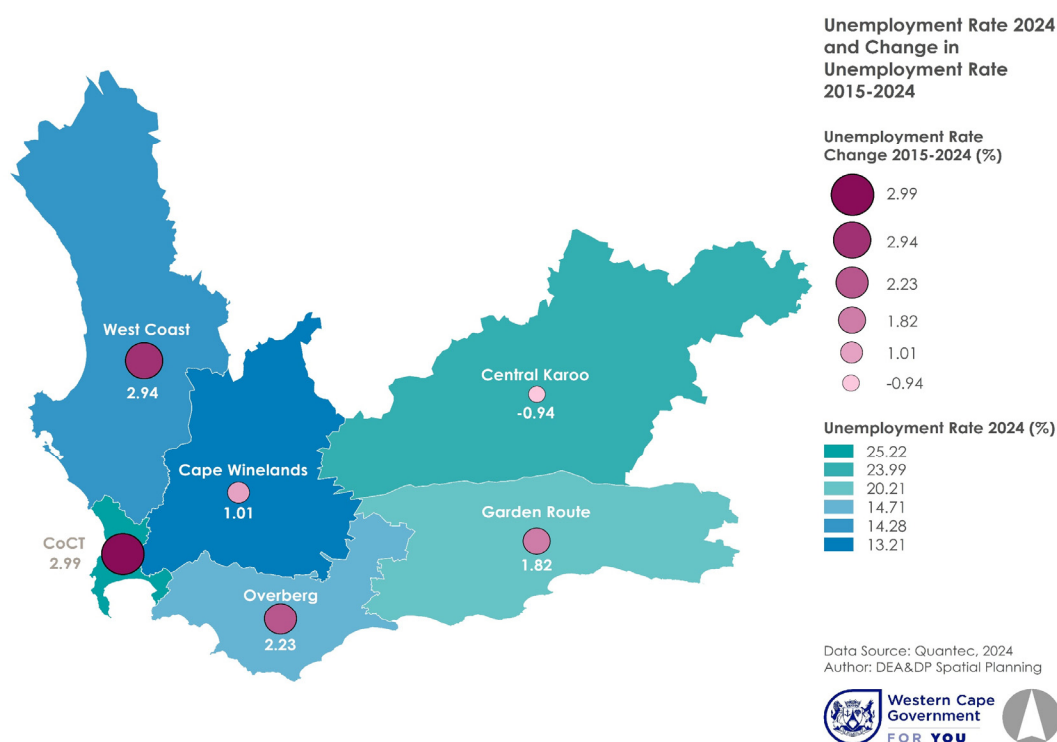 Unemployment Rate 2024
and Change in
Unemployment Rate
2015-2024
Unemployment Rate
Change 2015-2024 (%)
2.99
2.94
2.23
1.82
1.01
-0.94
Unemployment Rate 2024 (%)
25.22
23.99
20.21
14.71
14.28
13.21
West Coast
2.94
Central Karoo
-0.94
Cape Winelands
1.01
Garden Route
1.82
CoCT
2.99
Overberg
2.23
Data Source: Quantec, 2024
Author: DEA&DP Spatial Planning
Western Cape
Government
FOR YOU